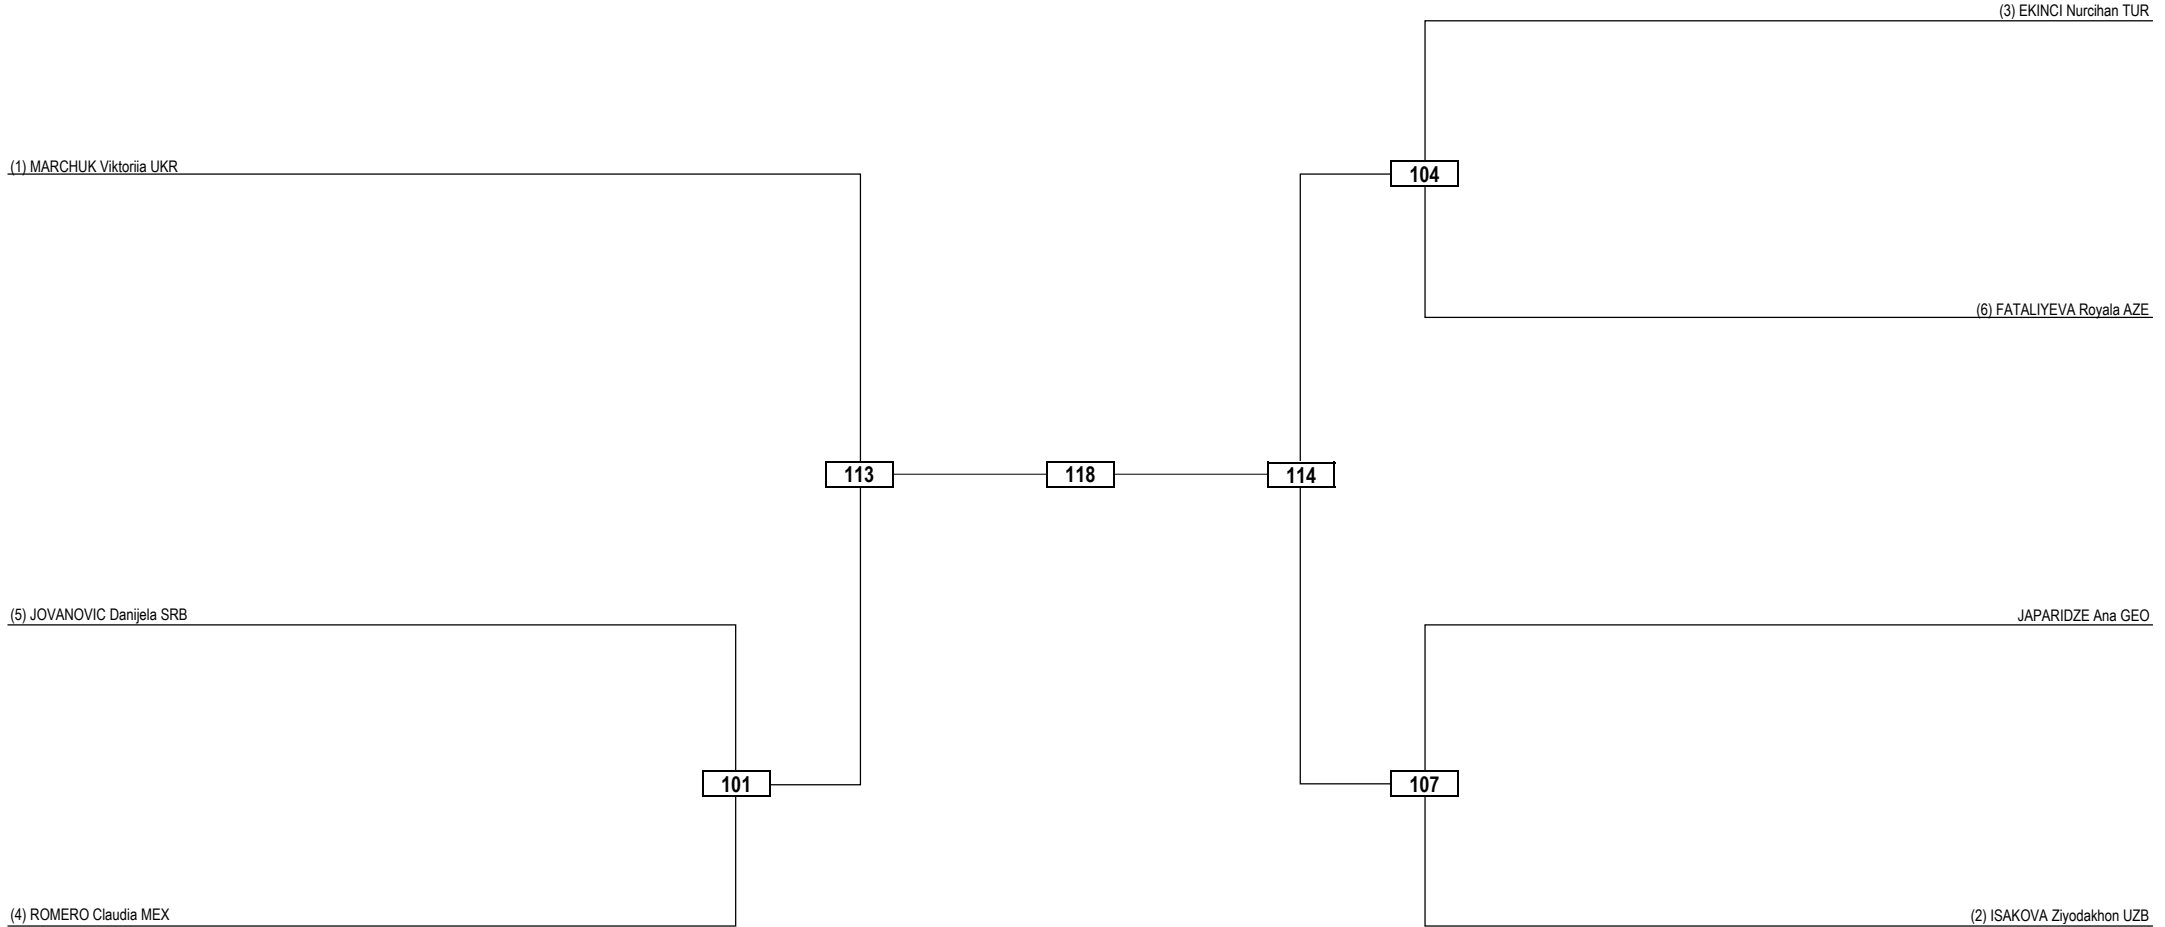 (3) EKINCI Nurcihan TUR
(1) MARCHUK Viktoriia UKR
104
(6) FATALIYEVA Royala AZE
113
118
114
(5) JOVANOVIC Danijela SRB
JAPARIDZE Ana GEO
101
107
(4) ROMERO Claudia MEX
(2) ISAKOVA Ziyodakhon UZB